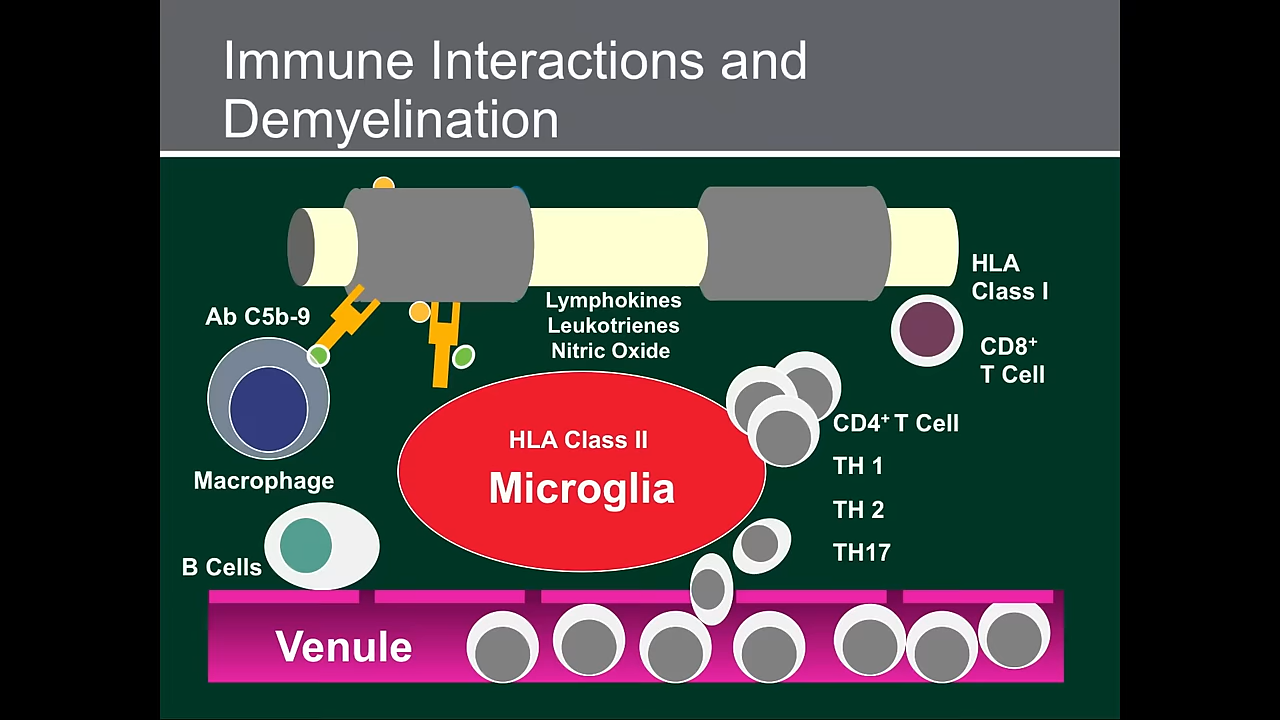 Immune Interactions and
Demyelination
HLA
Class I
Ab C5b-9
Lymphokines
Leukotrienes
Nitric Oxide
CD8⁺
T Cell
CD4⁺ T Cell
HLA Class II
Microglia
TH 1
Macrophage
TH 2
TH17
B Cells
Venule